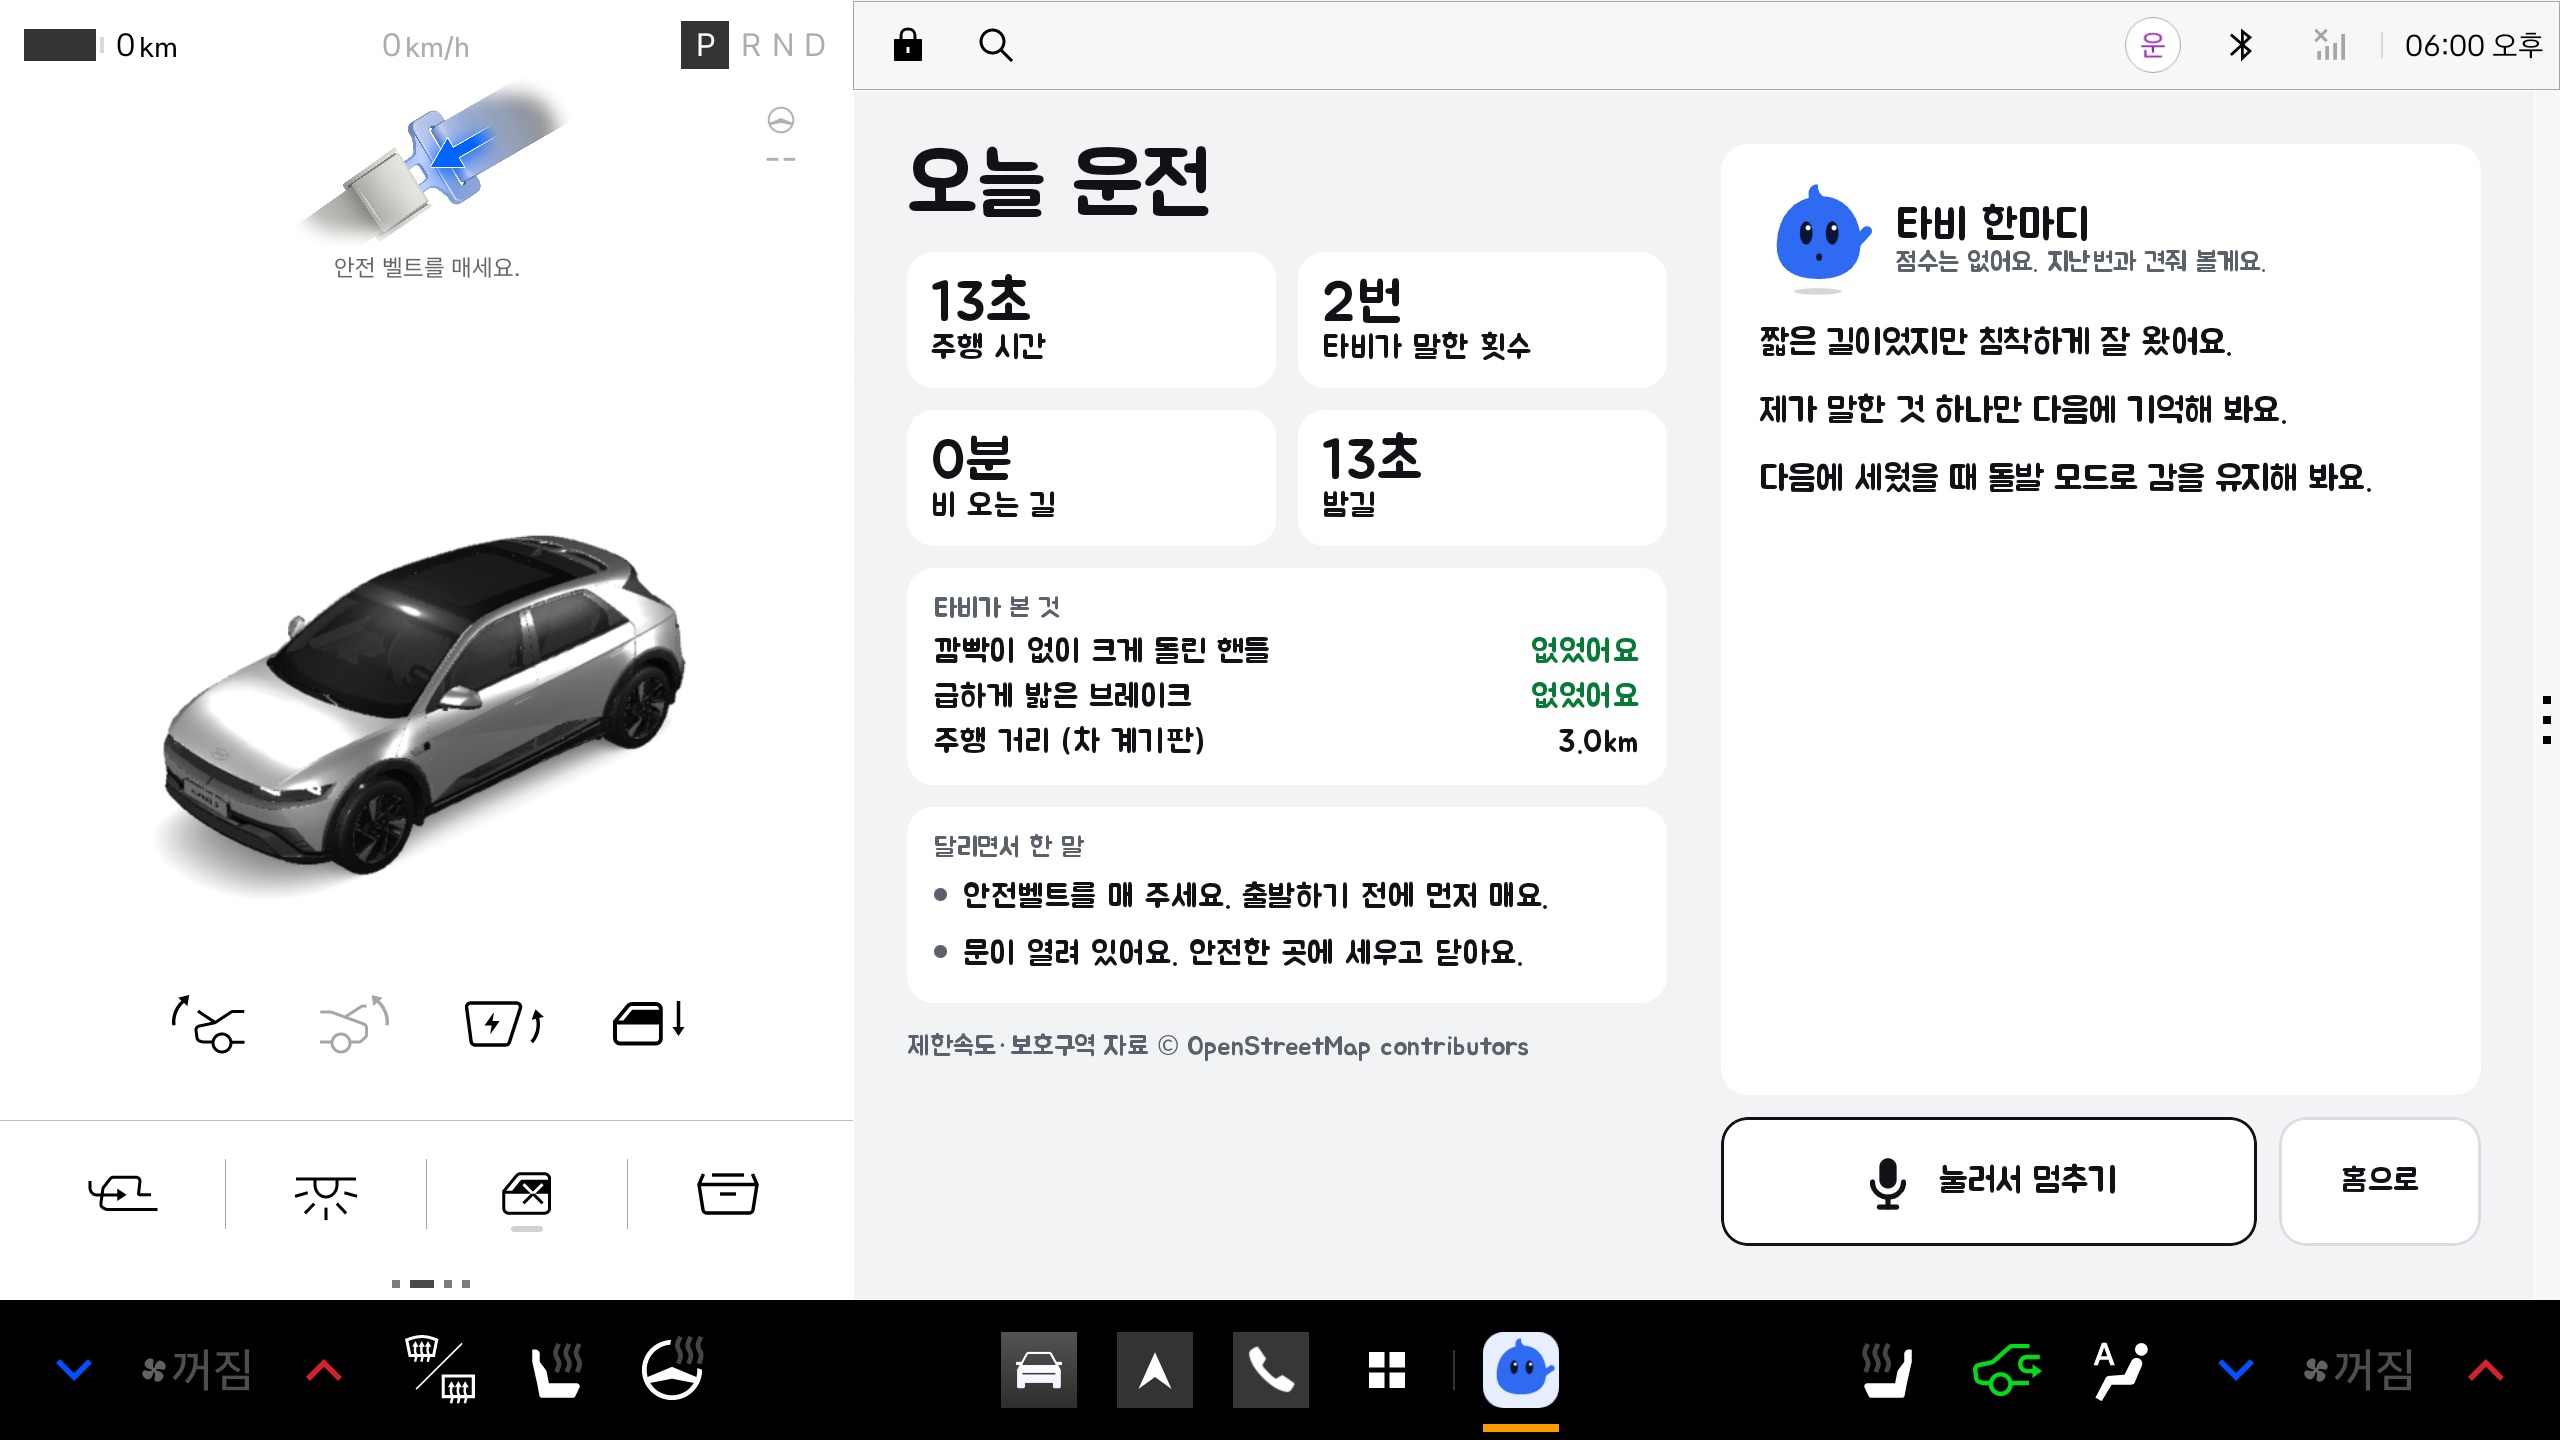 0 km
0 km/h
P R N D
안전 벨트를 매세요.
운
06:00 오후
오늘 운전
13초
주행 시간
2번
타비가 말한 횟수
0분
비 오는 길
13초
밤길
타비가 본 것
깜빡이 없이 크게 돌린 핸들 없었어요
급하게 밟은 브레이크 없었어요
주행 거리 (차 계기판) 3.0km
달리면서 한 말
안전벨트를 매 주세요. 출발하기 전에 먼저 매요.
문이 열려 있어요. 안전한 곳에 세우고 닫아요.
제한속도·보호구역 자료 © OpenStreetMap contributors
타비 한마디
점수는 없어요. 지난번과 견줘 볼게요.
짧은 길이었지만 침착하게 잘 왔어요.
제가 말한 것 하나만 다음에 기억해 봐요.
다음에 세웠을 때 돌발 모드로 감을 유지해 봐요.
눌러서 멈추기
홈으로
꺼짐
A
꺼짐